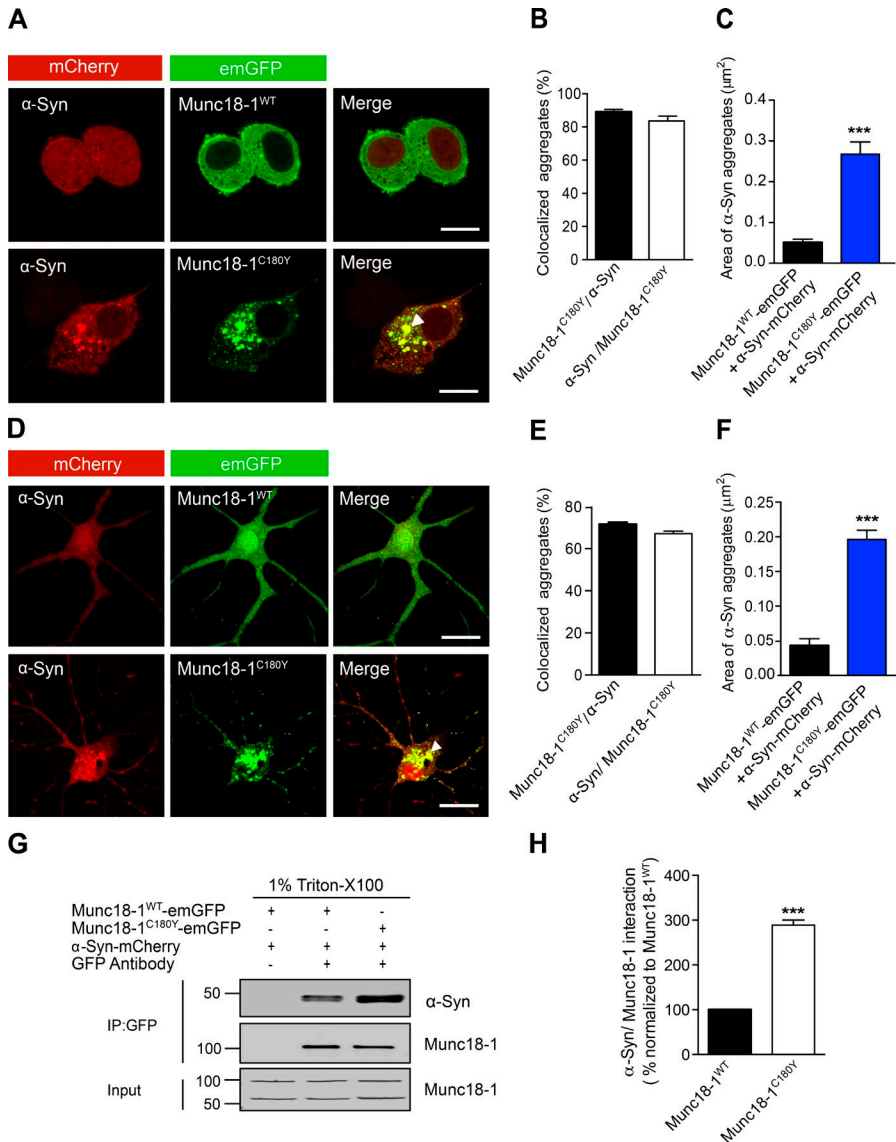 A
mCherry
emGFP
α-Syn
Munc18-1WT
Merge
α-Syn
Munc18-1C180Y
Merge
B
Colocalized aggregates (%)
100
80
60
40
20
0
Munc18-1C180Y/α-Syn
α-Syn /Munc18-1C180Y
C
Area of α-Syn aggregates (μm2)
0.4
0.3
0.2
0.1
0.0
***
Munc18-1WT-emGFP
+α-Syn-mCherry
Munc18-1C180Y-emGFP
+α-Syn-mCherry
D
mCherry
emGFP
α-Syn
Munc18-1WT
Merge
α-Syn
Munc18-1C180Y
Merge
E
Colocalized aggregates (%)
80
60
40
20
0
Munc18-1C180Y/α-Syn
α-Syn/ Munc18-1C180Y
F
Area of α-Syn aggregates (μm2)
0.25
0.20
0.15
0.10
0.05
0.00
***
Munc18-1WT-emGFP
+α-Syn-mCherry
Munc18-1C180Y-emGFP
+α-Syn-mCherry
G
1% Triton-X100
Munc18-1WT-emGFP + + -
Munc18-1C180Y-emGFP - - +
α-Syn-mCherry + + +
GFP Antibody - + +
IP:GFP
50
α-Syn
100
Munc18-1
Input
100
50
Munc18-1
H
α-Syn/ Munc18-1 interaction
( % normalized to Munc18-1WT)
400
300
200
100
0
***
Munc18-1WT
Munc18-1C180Y